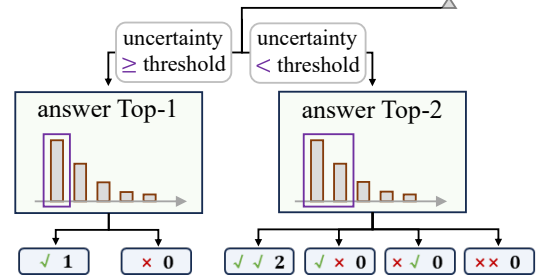 uncertainty
≥ threshold
uncertainty
< threshold
answer Top-1
answer Top-2
√ 1
× 0
√ √ 2
√ × 0
× √ 0
×× 0